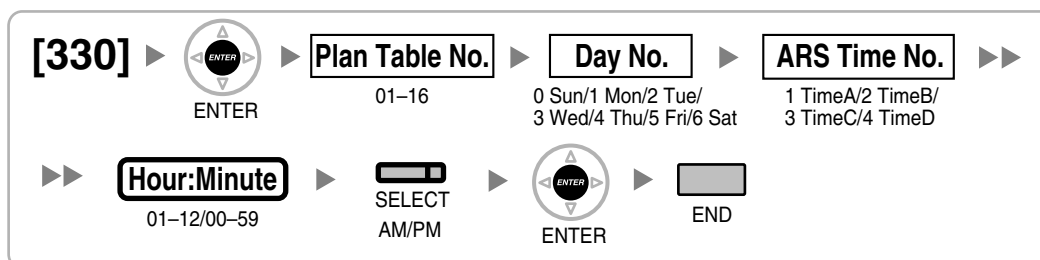 [330] ENTER Plan Table No. Day No. ARS Time No.
ENTER 01–16 0 Sun/1 Mon/2 Tue/ 1 TimeA/2 TimeB/
3 Wed/4 Thu/5 Fri/6 Sat 3 TimeC/4 TimeD
Hour:Minute ENTER
01–12/00–59 SELECT END
AM/PM ENTER